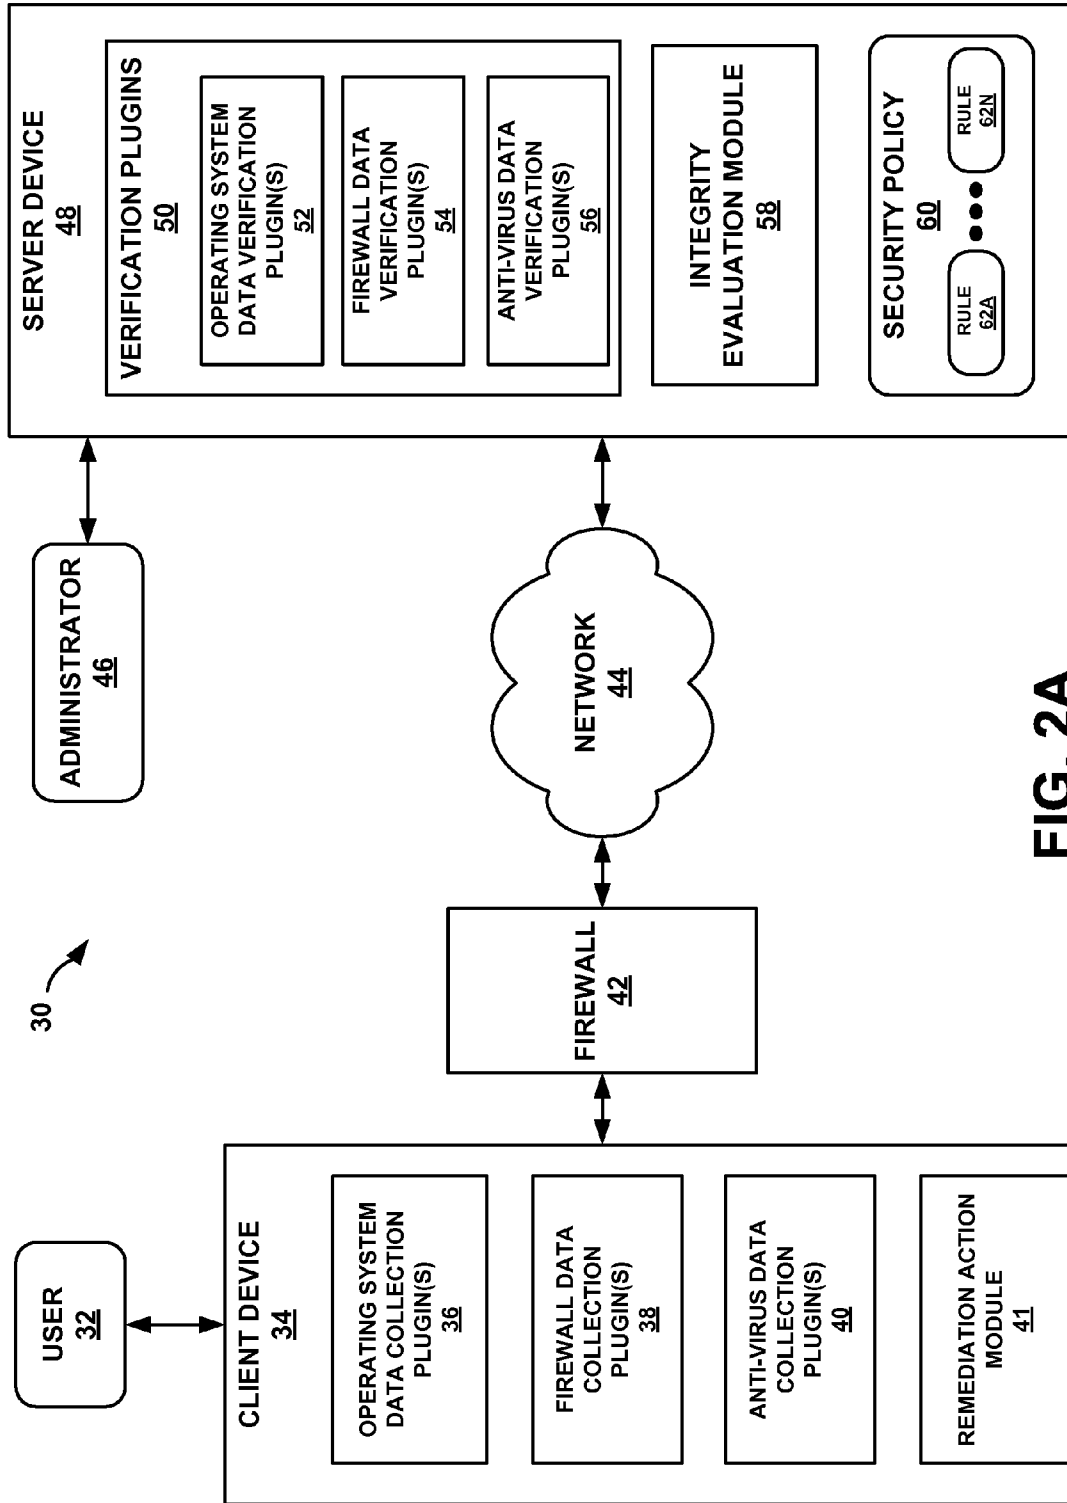 30
USER
32
CLIENT DEVICE
34
OPERATING SYSTEM
DATA COLLECTION
PLUGIN(S)
36
FIREWALL DATA
COLLECTION
PLUGIN(S)
38
ANTI-VIRUS DATA
COLLECTION
PLUGIN(S)
40
REMEDIATION ACTION
MODULE
41
FIREWALL
42
NETWORK
44
ADMINISTRATOR
46
SERVER DEVICE
48
VERIFICATION PLUGINS
50
OPERATING SYSTEM
DATA VERIFICATION
PLUGIN(S)
52
FIREWALL DATA
VERIFICATION
PLUGIN(S)
54
ANTI-VIRUS DATA
VERIFICATION
PLUGIN(S)
56
INTEGRITY
EVALUATION MODULE
58
SECURITY POLICY
60
RULE
62A
RULE
62N
FIG. 2A